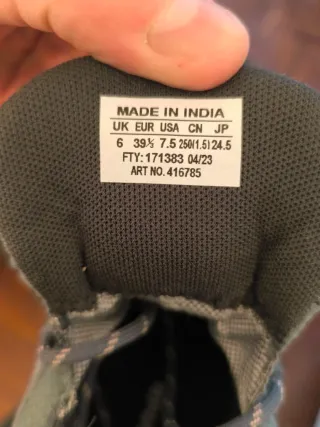 MADE IN INDIA
UK EUR USA CN JP
6 39⅓ 7.5 250(1.5) 24.5
FTY: 171383 04/23
ART NO. 416785